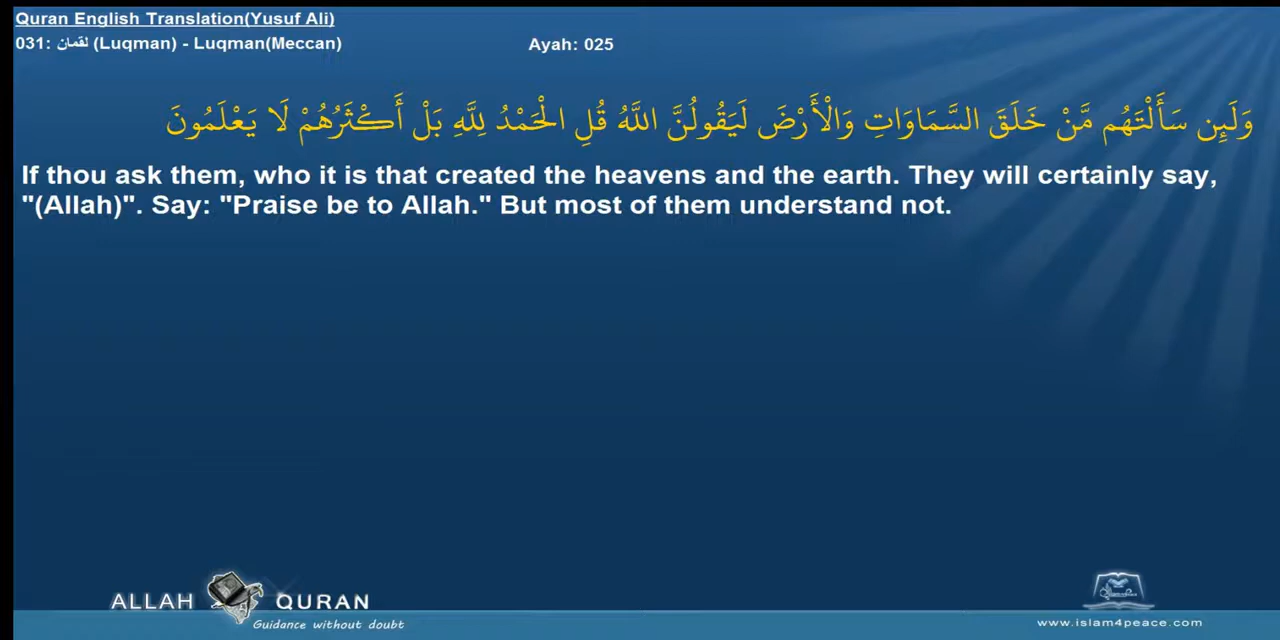 Quran English Translation(Yusuf Ali)
031: لقمان (Luqman) - Luqman(Meccan) Ayah: 025
وَلَئِن سَأَلْتَهُم مَّنْ خَلَقَ السَّمَاوَاتِ وَالْأَرْضَ لَيَقُولُنَّ اللَّهُ قُلِ الْحَمْدُ لِلَّهِ بَلْ أَكْثَرُهُمْ لَا يَعْلَمُونَ
If thou ask them, who it is that created the heavens and the earth. They will certainly say,
"(Allah)". Say: "Praise be to Allah." But most of them understand not.
ALLAH QURAN
Guidance without doubt
www.islam4peace.com